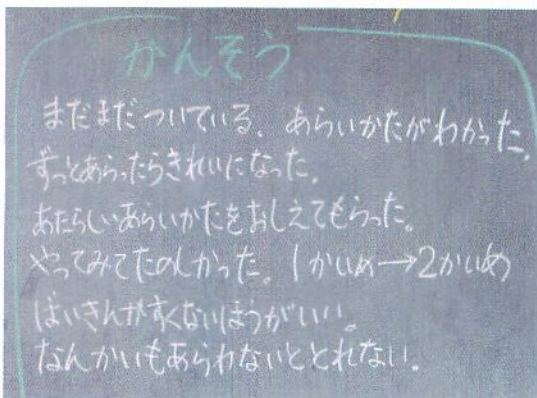 かんそう
まだまだついている。あらいかたがわかった。
ずっとあらったらきれいになった。
あたらしいあらいかたをおしえてもらった。
やってみてたのしかった。1かいめ→2かいめ
ばいきんがすくないほうがいい。
なんかいもあらわないととれない。